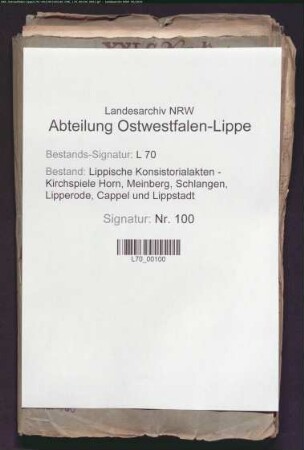 Landesarchiv NRW
Abteilung Ostwestfalen-Lippe
Bestands-Signatur: L 70
Bestand: Lippische Konsistorialakten -
Kirchspiele Horn, Meinberg, Schlangen,
Lipperode, Cappel und Lippstadt
Signatur: Nr. 100
L70_00100